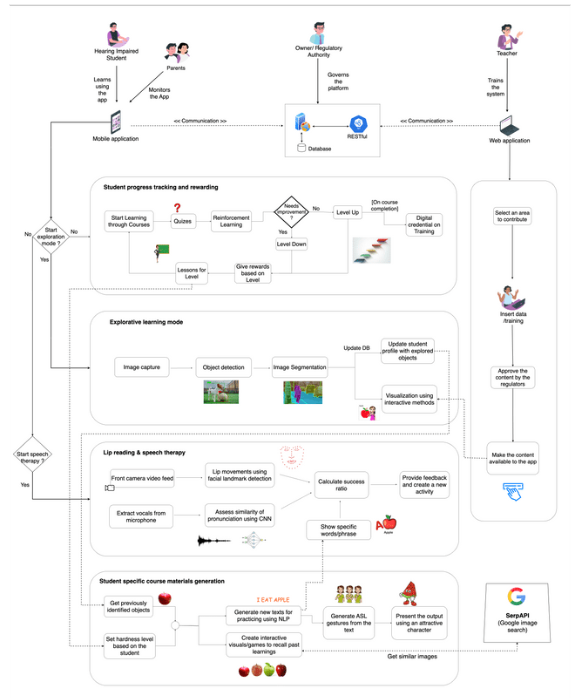 Hearing Impaired
Student
Parents
Owner/ Regulatory
Authority
Teacher
Learns
using
the
app
Monitors
the App
Governs
the
platform
Trains
the
system
<< Communication >>
<< Communication >>
Mobile application
RESTful
Database
Web application
Student progress tracking and rewarding
Start Learning
through Courses
?
Quizes
Reinforcement
Learning
Needs
improvement
?
No
Level Up
[On course
completion]
Digital
credential on
Training
Yes
Level Down
Lessons for
Level
Give rewards
based on
Level
No
Start
exploration
mode ?
No
Yes
Select an area
to contribute
Insert data
/training
Approve the
content by the
regulators
Make the content
available to the app
Explorative learning mode
Image capture
Object detection
Image Segmentation
Update DB
Update student
profile with explored
objects
Visualization using
interactive methods
Start speech
therapy ?
Yes
Lip reading & speech therapy
Front camera video feed
Lip movements using
facial landmark detection
Calculate success
ratio
Provide feedback
and create a new
activity
Extract vocals from
microphone
Assess similarity of
pronunciation using CNN
Show specific
words/phrase
A
Apple
Student specific course materials generation
Get previously
identified objects
I EAT APPLE
Generate new texts for
practicing using NLP
Generate ASL
gestures from the
text
Present the output
using an attractive
character
Set hardness level
based on the
student
Create interactive
visuals/games to recall past
learnings
Get similar images
G
SerpAPI
(Google image
search)